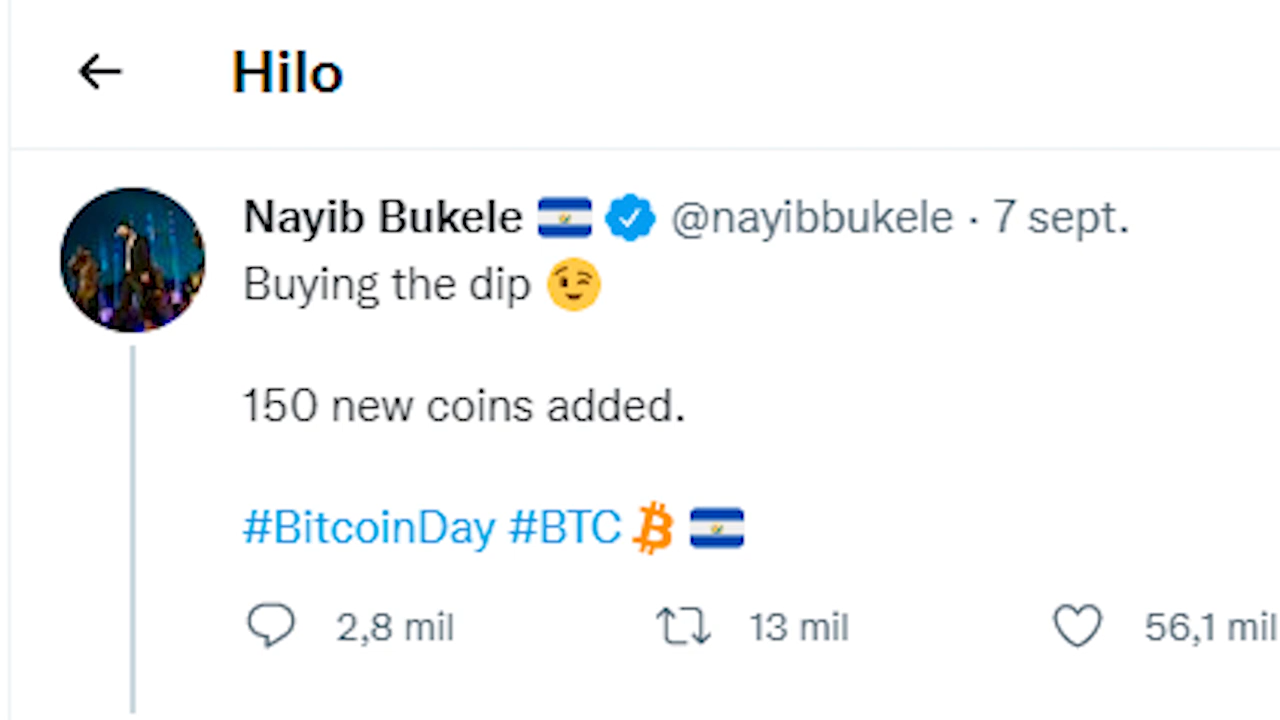 Hilo
Nayib Bukele 🇸🇻 @nayibbukele · 7 sept.
Buying the dip 😉
150 new coins added.
#BitcoinDay #BTC 🇸🇻
2,8 mil 13 mil 56,1 mil